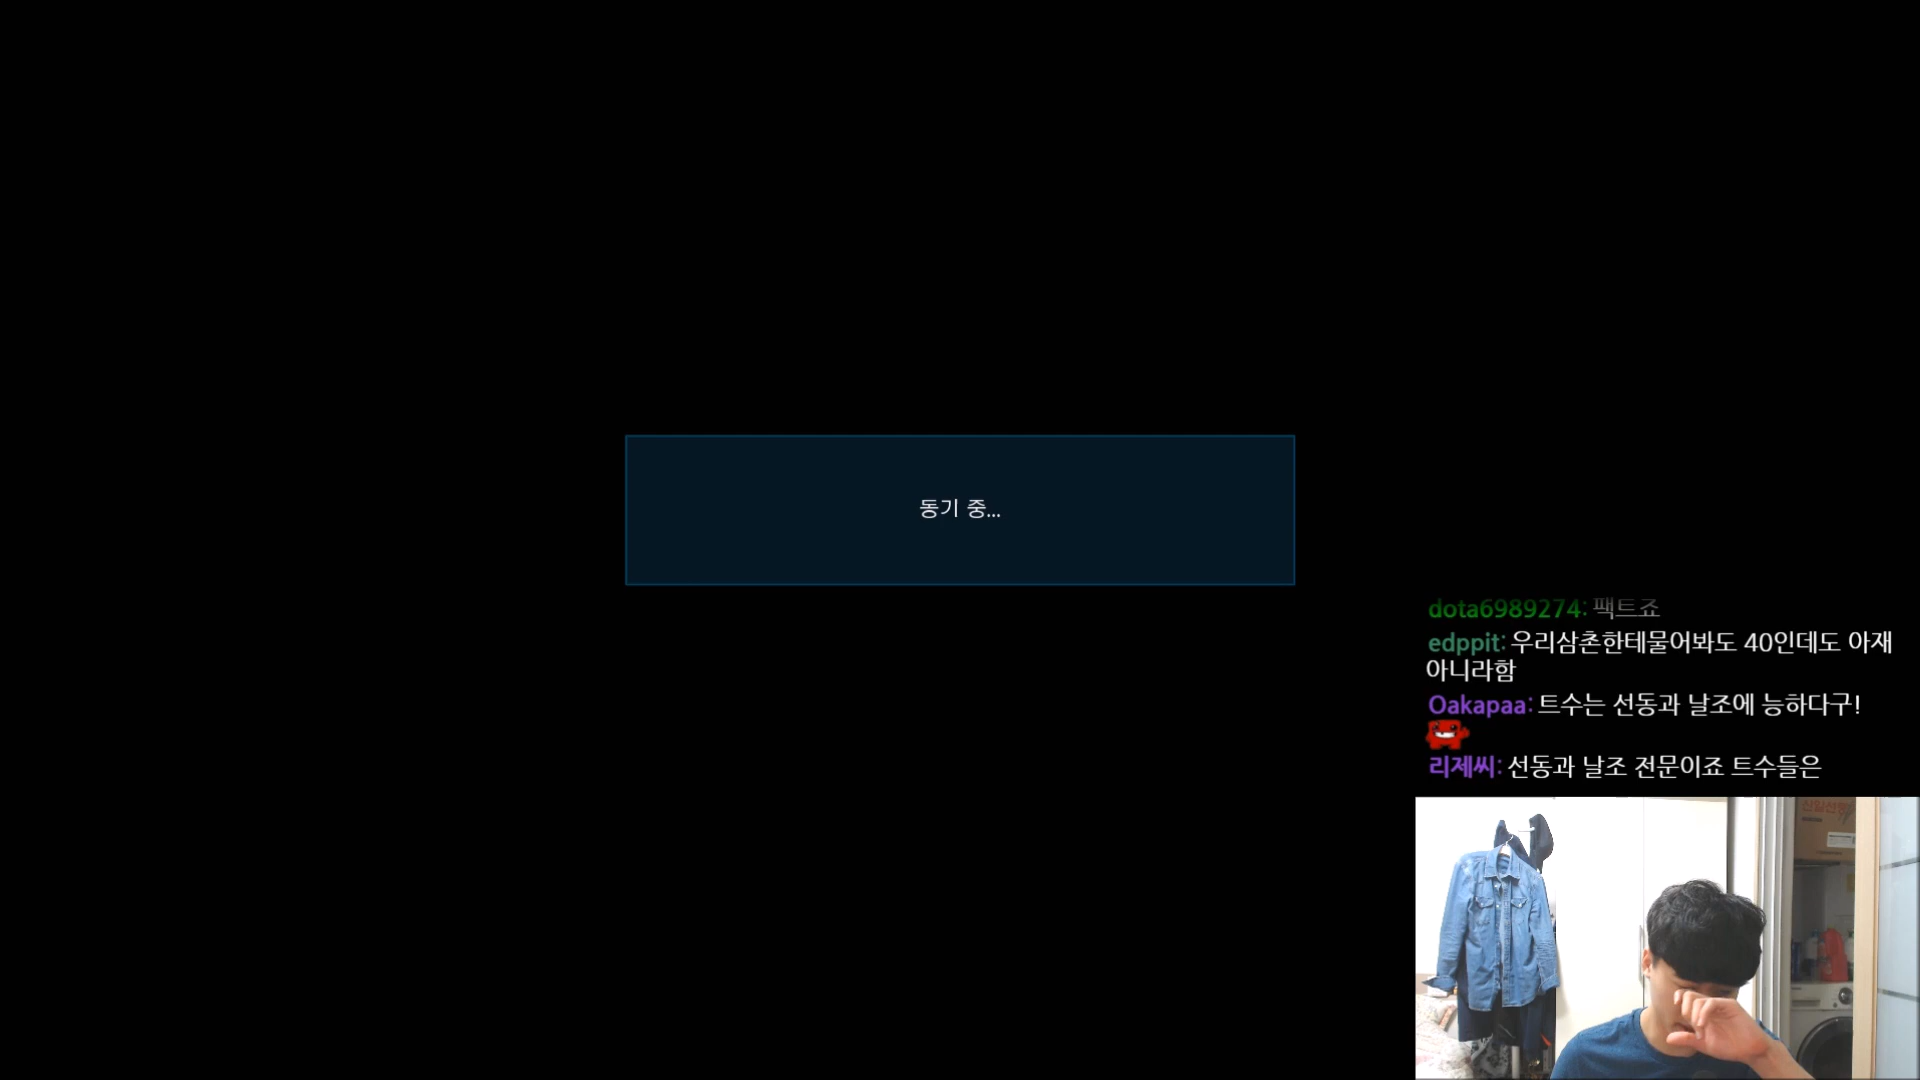 동기 중...
dota6989274: 팩트죠
edppit: 우리삼촌한테물어봐도 40인데도 아재
아니라함
Oakapaa: 트수는 선동과 날조에 능하다구!
리제씨: 선동과 날조 전문이죠 트수들은